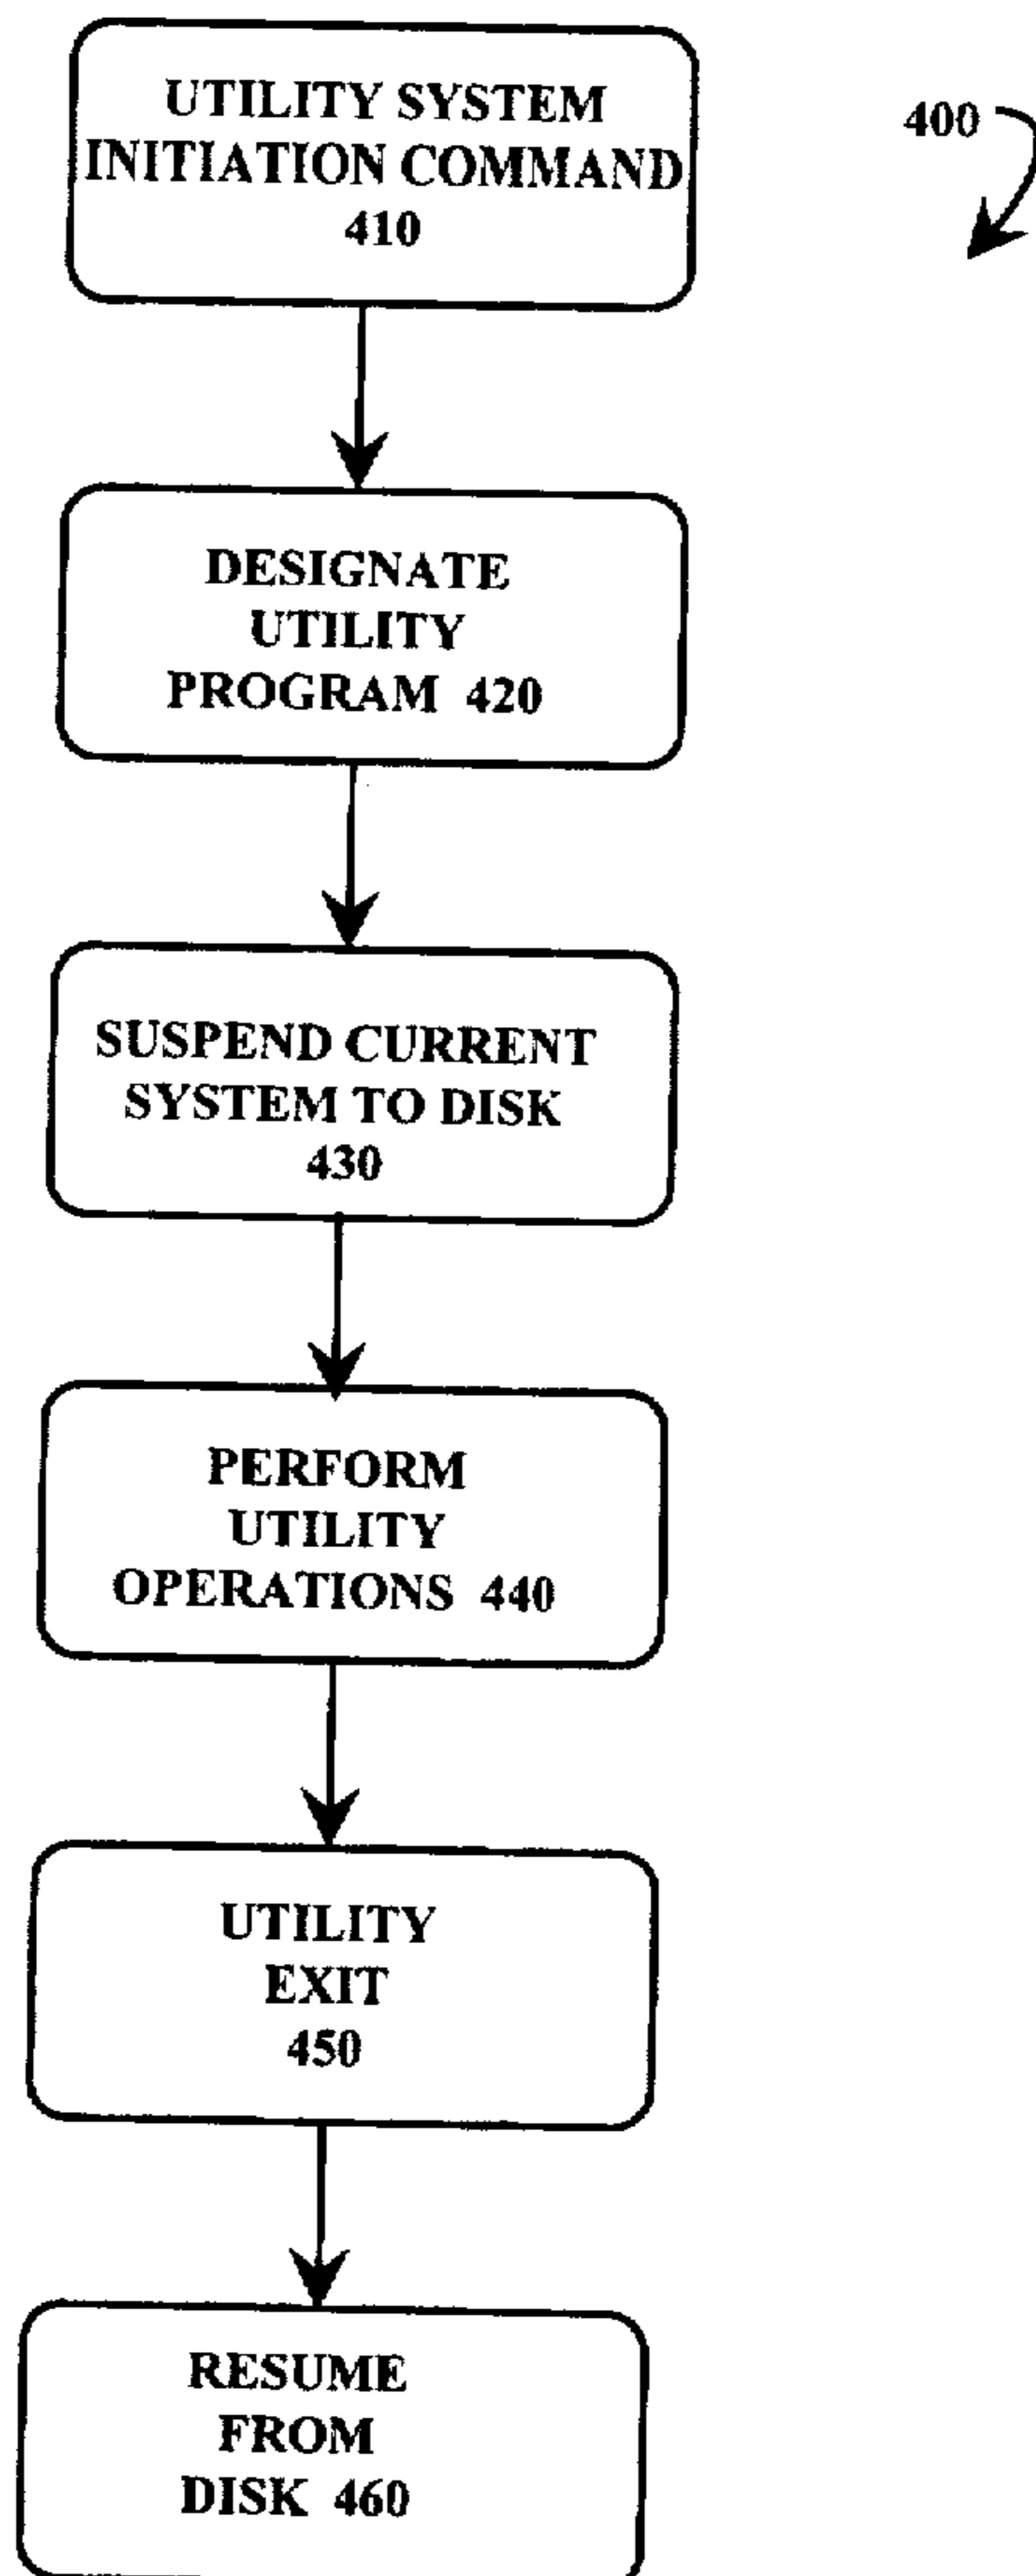 UTILITY SYSTEM
INITIATION COMMAND
410
400
DESIGNATE
UTILITY
PROGRAM 420
SUSPEND CURRENT
SYSTEM TO DISK
430
PERFORM
UTILITY
OPERATIONS 440
UTILITY
EXIT
450
RESUME
FROM
DISK 460